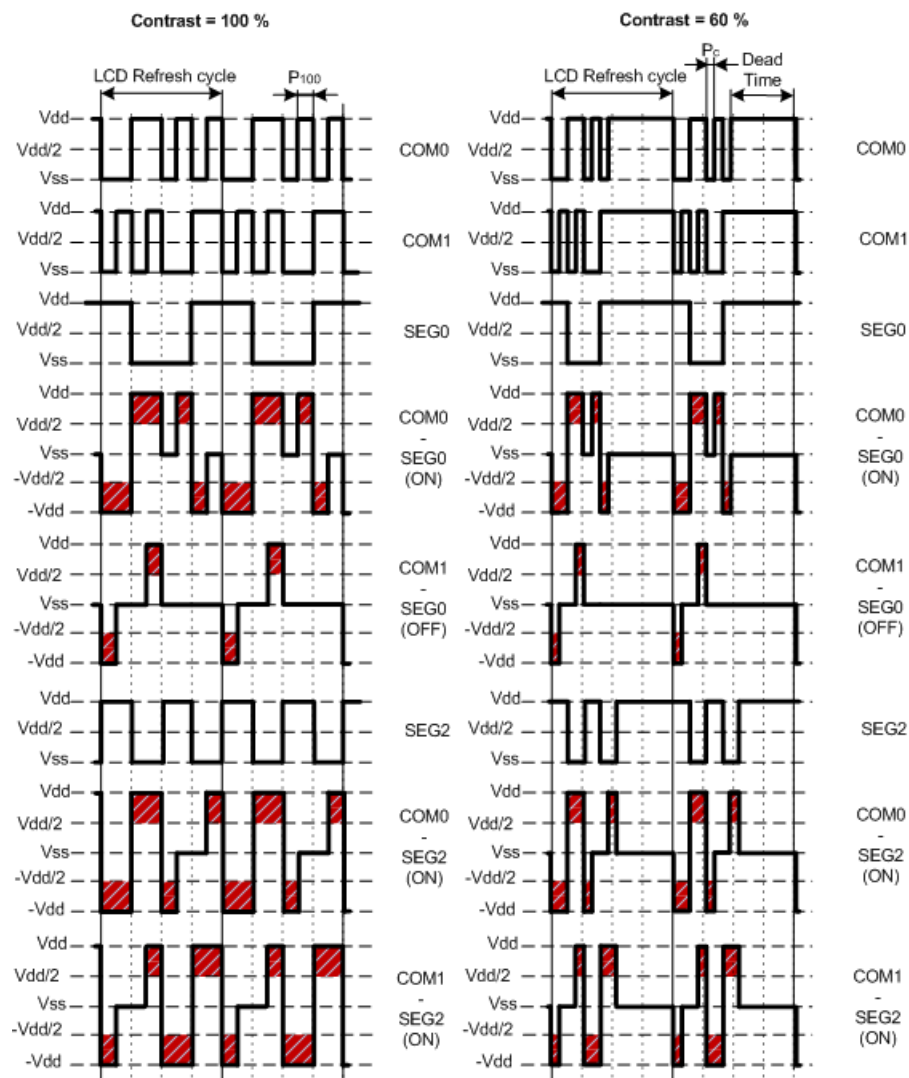 Contrast = 100 %
Contrast = 60 %
LCD Refresh cycle
P100
LCD Refresh cycle
Pc
Dead
Time
Vdd
Vdd/2
Vss
COM0
Vdd
Vdd/2
Vss
COM0
Vdd
Vdd/2
Vss
COM1
Vdd
Vdd/2
Vss
COM1
Vdd
Vdd/2
Vss
SEG0
Vdd
Vdd/2
Vss
SEG0
Vdd
Vdd/2
Vss
-Vdd/2
-Vdd
COM0
-
SEG0
(ON)
Vdd
Vdd/2
Vss
-Vdd/2
-Vdd
COM0
-
SEG0
(ON)
Vdd
Vdd/2
Vss
-Vdd/2
-Vdd
COM1
-
SEG0
(OFF)
Vdd
Vdd/2
Vss
-Vdd/2
-Vdd
COM1
-
SEG0
(OFF)
Vdd
Vdd/2
Vss
SEG2
Vdd
Vdd/2
Vss
SEG2
Vdd
Vdd/2
Vss
-Vdd/2
-Vdd
COM0
-
SEG2
(ON)
Vdd
Vdd/2
Vss
-Vdd/2
-Vdd
COM0
-
SEG2
(ON)
Vdd
Vdd/2
Vss
-Vdd/2
-Vdd
COM1
-
SEG2
(ON)
Vdd
Vdd/2
Vss
-Vdd/2
-Vdd
COM1
-
SEG2
(ON)